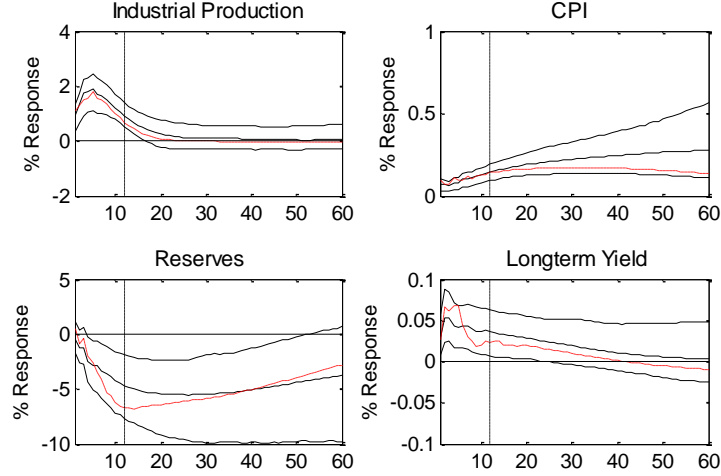 Industrial Production
CPI
% Response
4
2
0
-2
10 20 30 40 50 60
% Response
1
0.5
0
10 20 30 40 50 60
Reserves
Longterm Yield
% Response
5
0
-5
-10
10 20 30 40 50 60
% Response
0.1
0.05
0
-0.05
-0.1
10 20 30 40 50 60